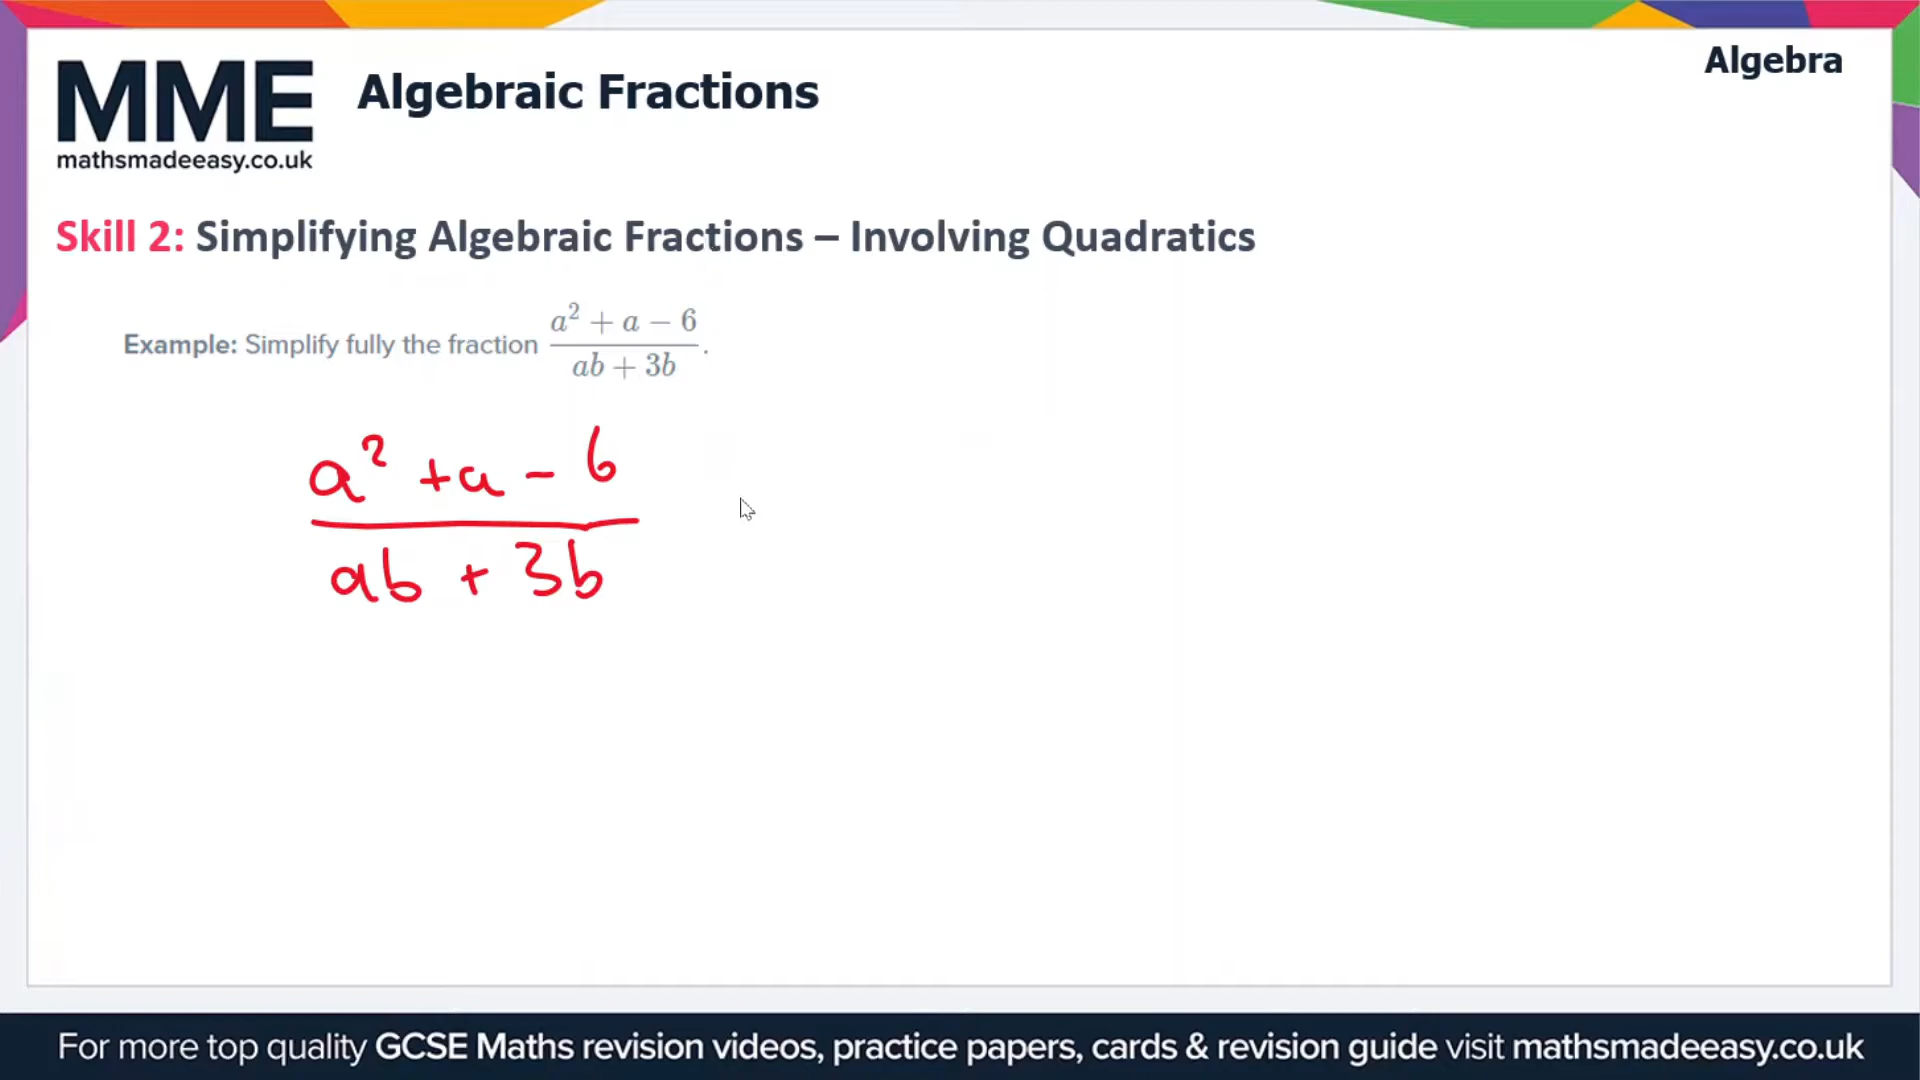 Algebra
MME
mathsmadeeasy.co.uk
Algebraic Fractions
Skill 2: Simplifying Algebraic Fractions – Involving Quadratics
Example: Simplify fully the fraction \frac{a^2 + a - 6}{ab + 3b}.
a² + a - 6
ab + 3b
For more top quality GCSE Maths revision videos, practice papers, cards & revision guide visit mathsmadeeasy.co.uk